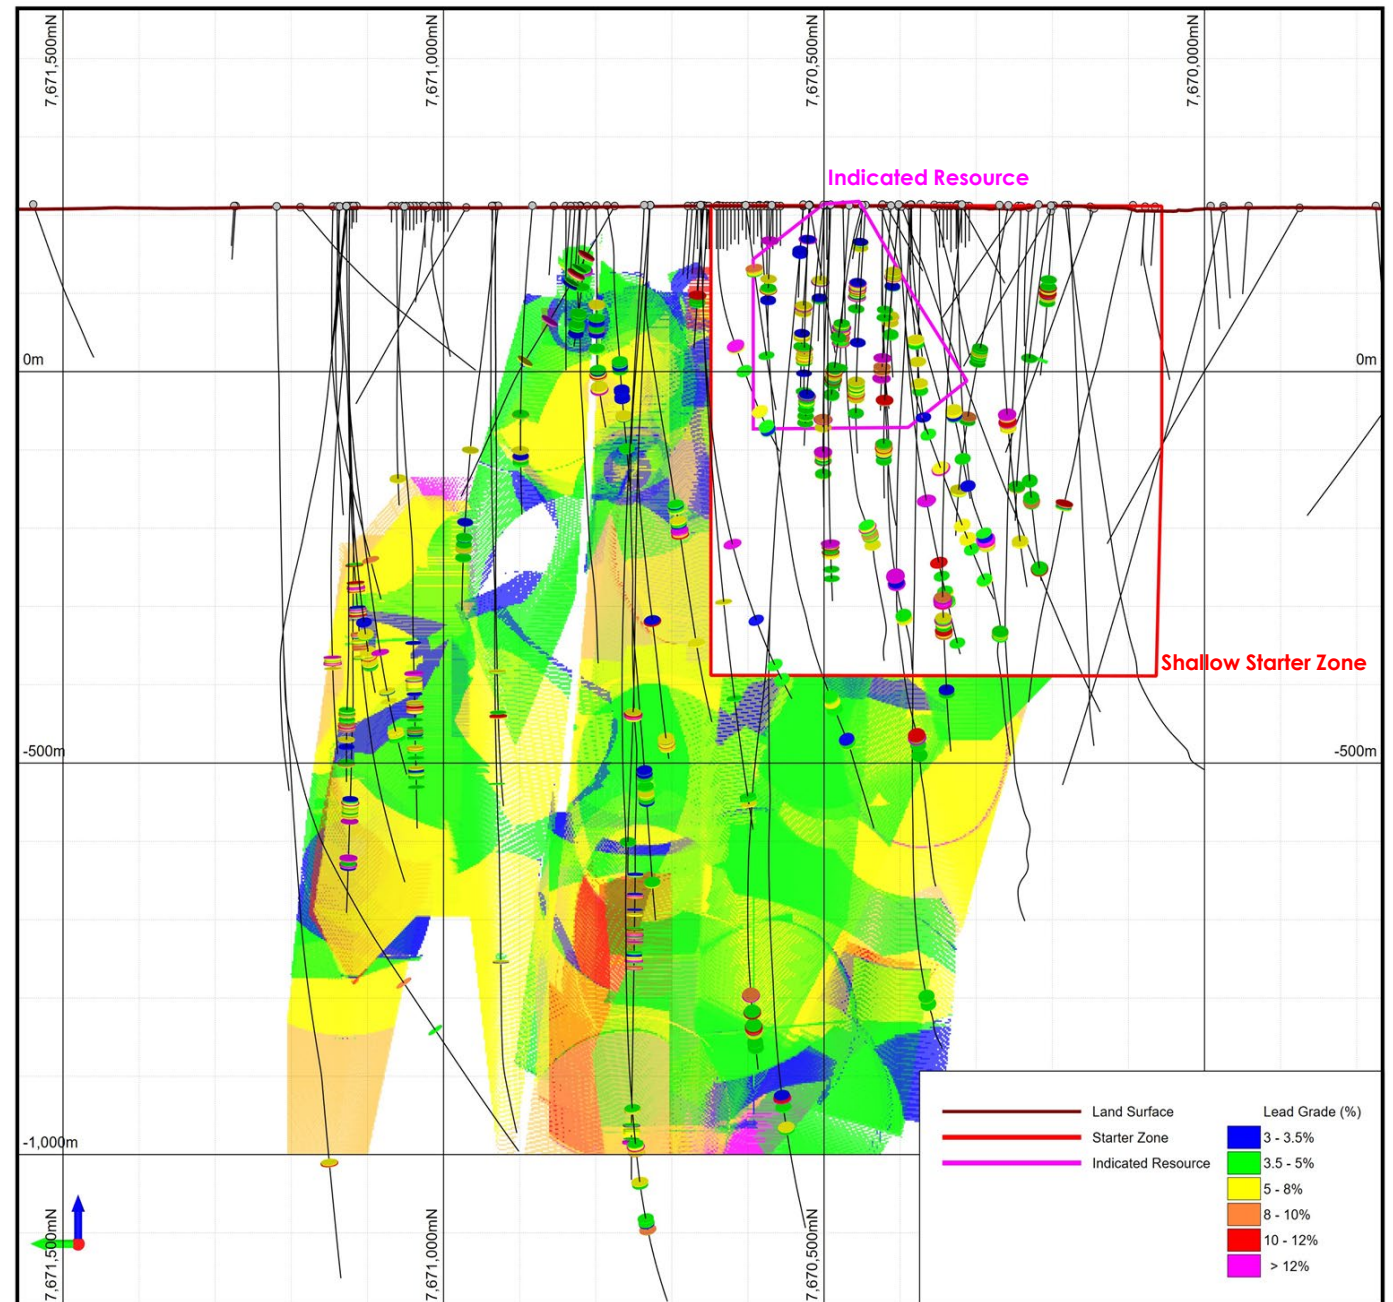 7,671,500mN
7,671,000mN
7,670,500mN
7,670,000mN
Indicated Resource
0m
0m
Shallow Starter Zone
-500m
-500m
-1,000m
Land Surface
Starter Zone
Indicated Resource
Lead Grade (%)
3 - 3.5%
3.5 - 5%
5 - 8%
8 - 10%
10 - 12%
> 12%
7,671,500mN
7,671,000mN
7,670,500mN